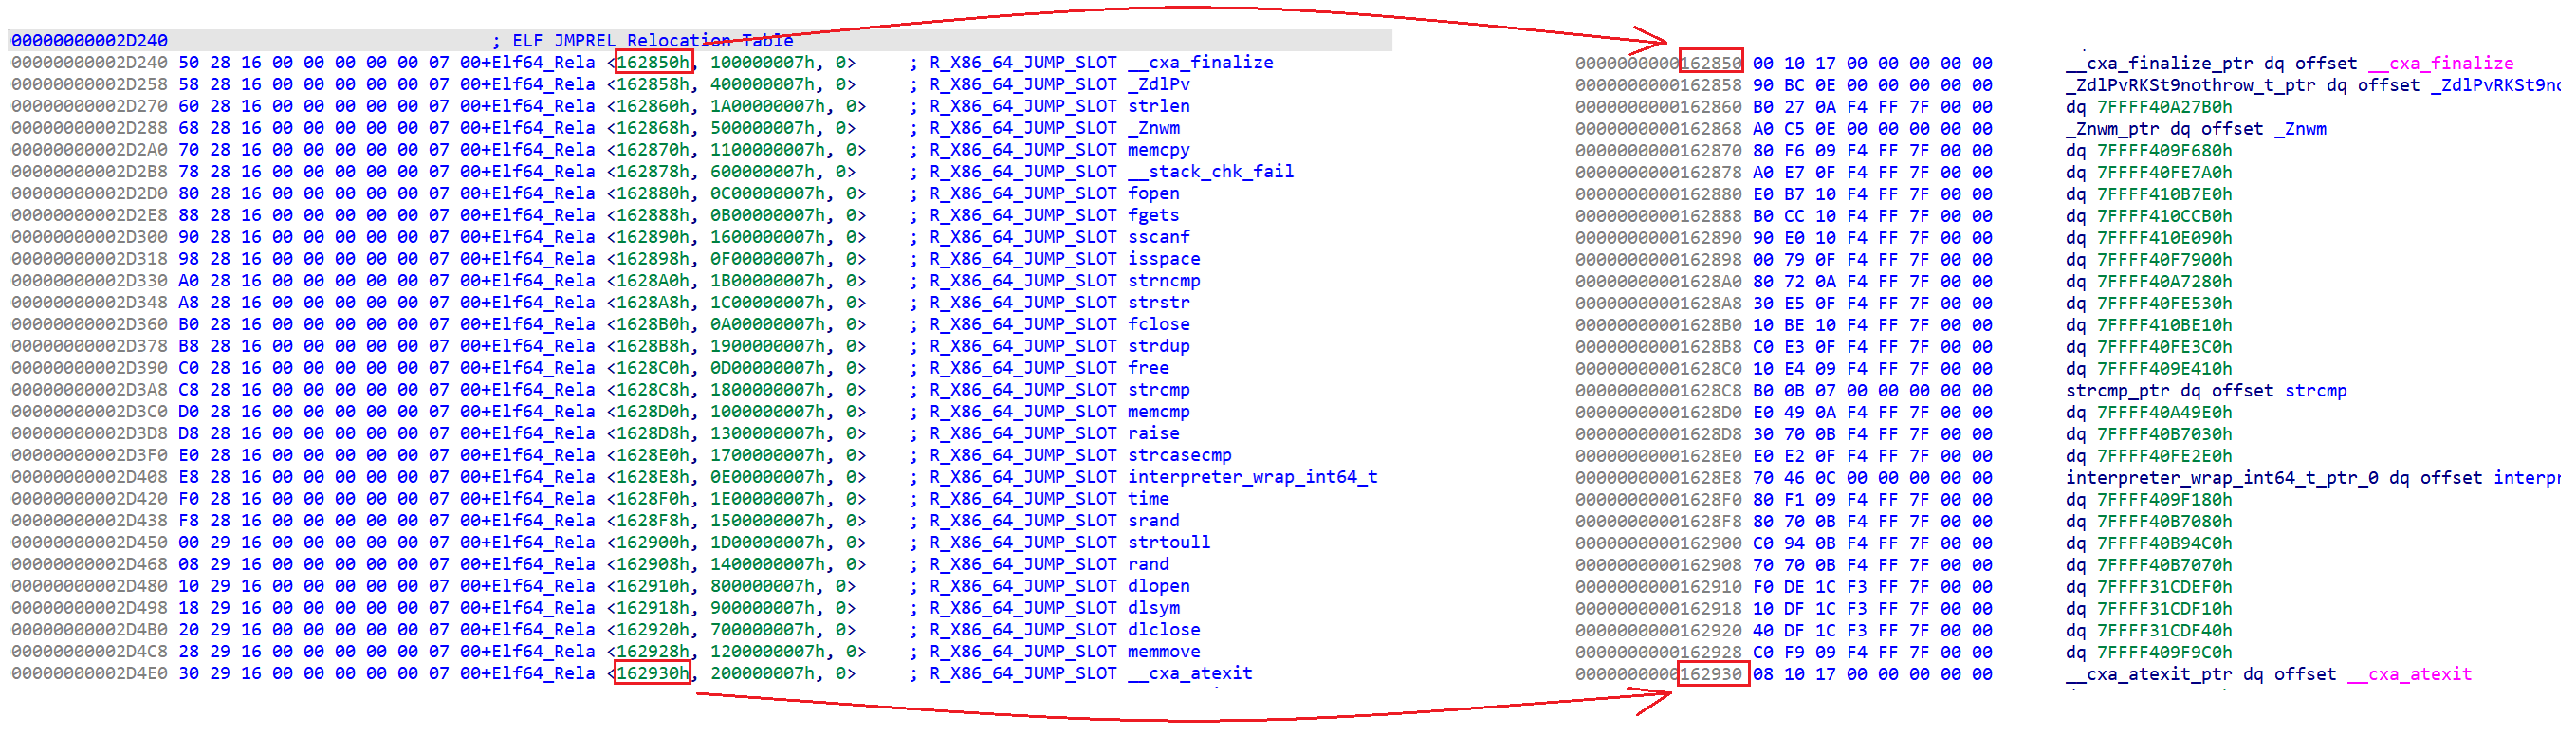 00000000002D240 ; ELF JMPREL Relocation Table
00000000002D240 50 28 16 00 00 00 00 00 07 00+Elf64_Rela <162850h, 100000007h, 0> ; R_X86_64_JUMP_SLOT __cxa_finalize
00000000002D258 58 28 16 00 00 00 00 00 07 00+Elf64_Rela <162858h, 400000007h, 0> ; R_X86_64_JUMP_SLOT _ZdlPv
00000000002D270 60 28 16 00 00 00 00 00 07 00+Elf64_Rela <162860h, 1A00000007h, 0> ; R_X86_64_JUMP_SLOT strlen
00000000002D288 68 28 16 00 00 00 00 00 07 00+Elf64_Rela <162868h, 500000007h, 0> ; R_X86_64_JUMP_SLOT _Znwm
00000000002D2A0 70 28 16 00 00 00 00 00 07 00+Elf64_Rela <162870h, 1100000007h, 0> ; R_X86_64_JUMP_SLOT memcpy
00000000002D2B8 78 28 16 00 00 00 00 00 07 00+Elf64_Rela <162878h, 600000007h, 0> ; R_X86_64_JUMP_SLOT __stack_chk_fail
00000000002D2D0 80 28 16 00 00 00 00 00 07 00+Elf64_Rela <162880h, 0C00000007h, 0> ; R_X86_64_JUMP_SLOT fopen
00000000002D2E8 88 28 16 00 00 00 00 00 07 00+Elf64_Rela <162888h, 0B00000007h, 0> ; R_X86_64_JUMP_SLOT fgets
00000000002D300 90 28 16 00 00 00 00 00 07 00+Elf64_Rela <162890h, 1600000007h, 0> ; R_X86_64_JUMP_SLOT sscanf
00000000002D318 98 28 16 00 00 00 00 00 07 00+Elf64_Rela <162898h, 0F00000007h, 0> ; R_X86_64_JUMP_SLOT isspace
00000000002D330 A0 28 16 00 00 00 00 00 07 00+Elf64_Rela <1628A0h, 1B00000007h, 0> ; R_X86_64_JUMP_SLOT strncmp
00000000002D348 A8 28 16 00 00 00 00 00 07 00+Elf64_Rela <1628A8h, 1C00000007h, 0> ; R_X86_64_JUMP_SLOT strstr
00000000002D360 B0 28 16 00 00 00 00 00 07 00+Elf64_Rela <1628B0h, 0A00000007h, 0> ; R_X86_64_JUMP_SLOT fclose
00000000002D378 B8 28 16 00 00 00 00 00 07 00+Elf64_Rela <1628B8h, 1900000007h, 0> ; R_X86_64_JUMP_SLOT strdup
00000000002D390 C0 28 16 00 00 00 00 00 07 00+Elf64_Rela <1628C0h, 0D00000007h, 0> ; R_X86_64_JUMP_SLOT free
00000000002D3A8 C8 28 16 00 00 00 00 00 07 00+Elf64_Rela <1628C8h, 1800000007h, 0> ; R_X86_64_JUMP_SLOT strcmp
00000000002D3C0 D0 28 16 00 00 00 00 00 07 00+Elf64_Rela <1628D0h, 1000000007h, 0> ; R_X86_64_JUMP_SLOT memcmp
00000000002D3D8 D8 28 16 00 00 00 00 00 07 00+Elf64_Rela <1628D8h, 1300000007h, 0> ; R_X86_64_JUMP_SLOT raise
00000000002D3F0 E0 28 16 00 00 00 00 00 07 00+Elf64_Rela <1628E0h, 1700000007h, 0> ; R_X86_64_JUMP_SLOT strcasecmp
00000000002D408 E8 28 16 00 00 00 00 00 07 00+Elf64_Rela <1628E8h, 0E00000007h, 0> ; R_X86_64_JUMP_SLOT interpreter_wrap_int64_t
00000000002D420 F0 28 16 00 00 00 00 00 07 00+Elf64_Rela <1628F0h, 1E00000007h, 0> ; R_X86_64_JUMP_SLOT time
00000000002D438 F8 28 16 00 00 00 00 00 07 00+Elf64_Rela <1628F8h, 1500000007h, 0> ; R_X86_64_JUMP_SLOT srand
00000000002D450 00 29 16 00 00 00 00 00 07 00+Elf64_Rela <162900h, 1D00000007h, 0> ; R_X86_64_JUMP_SLOT strtoull
00000000002D468 08 29 16 00 00 00 00 00 07 00+Elf64_Rela <162908h, 1400000007h, 0> ; R_X86_64_JUMP_SLOT rand
00000000002D480 10 29 16 00 00 00 00 00 07 00+Elf64_Rela <162910h, 800000007h, 0> ; R_X86_64_JUMP_SLOT dlopen
00000000002D498 18 29 16 00 00 00 00 00 07 00+Elf64_Rela <162918h, 900000007h, 0> ; R_X86_64_JUMP_SLOT dlsym
00000000002D4B0 20 29 16 00 00 00 00 00 07 00+Elf64_Rela <162920h, 700000007h, 0> ; R_X86_64_JUMP_SLOT dlclose
00000000002D4C8 28 29 16 00 00 00 00 00 07 00+Elf64_Rela <162928h, 1200000007h, 0> ; R_X86_64_JUMP_SLOT memmove
00000000002D4E0 30 29 16 00 00 00 00 00 07 00+Elf64_Rela <162930h, 200000007h, 0> ; R_X86_64_JUMP_SLOT __cxa_atexit
0000000000162850 00 10 17 00 00 00 00 00 __cxa_finalize_ptr dq offset __cxa_finalize
0000000000162858 90 BC 0E 00 00 00 00 00 _ZdlPvRKSt9nothrow_t_ptr dq offset _ZdlPvRKSt9nc
0000000000162860 B0 27 0A F4 FF 7F 00 00 dq 7FFFF40A27B0h
0000000000162868 A0 C5 0E 00 00 00 00 00 _Znwm_ptr dq offset _Znwm
0000000000162870 80 F6 09 F4 FF 7F 00 00 dq 7FFFF409F680h
0000000000162878 A0 E7 0F F4 FF 7F 00 00 dq 7FFFF40FE7A0h
0000000000162880 E0 B7 10 F4 FF 7F 00 00 dq 7FFFF410B7E0h
0000000000162888 B0 CC 10 F4 FF 7F 00 00 dq 7FFFF410CCB0h
0000000000162890 90 E0 10 F4 FF 7F 00 00 dq 7FFFF410E090h
0000000000162898 00 79 0F F4 FF 7F 00 00 dq 7FFFF40F7900h
00000000001628A0 80 72 0A F4 FF 7F 00 00 dq 7FFFF40A7280h
00000000001628A8 30 E5 0F F4 FF 7F 00 00 dq 7FFFF40FE530h
00000000001628B0 10 BE 10 F4 FF 7F 00 00 dq 7FFFF410BE10h
00000000001628B8 C0 E3 0F F4 FF 7F 00 00 dq 7FFFF40FE3C0h
00000000001628C0 10 E4 09 F4 FF 7F 00 00 dq 7FFFF409E410h
00000000001628C8 B0 0B 07 00 00 00 00 00 strcmp_ptr dq offset strcmp
00000000001628D0 E0 49 0A F4 FF 7F 00 00 dq 7FFFF40A49E0h
00000000001628D8 30 70 0B F4 FF 7F 00 00 dq 7FFFF40B7030h
00000000001628E0 E0 E2 0F F4 FF 7F 00 00 dq 7FFFF40FE2E0h
00000000001628E8 70 46 0C 00 00 00 00 00 interpreter_wrap_int64_t_ptr_0 dq offset interpr
00000000001628F0 80 F1 09 F4 FF 7F 00 00 dq 7FFFF409F180h
00000000001628F8 80 70 0B F4 FF 7F 00 00 dq 7FFFF40B7080h
0000000000162900 C0 94 0B F4 FF 7F 00 00 dq 7FFFF40B94C0h
0000000000162908 70 70 0B F4 FF 7F 00 00 dq 7FFFF40B7070h
0000000000162910 F0 DE 1C F3 FF 7F 00 00 dq 7FFFF31CDEF0h
0000000000162918 10 DF 1C F3 FF 7F 00 00 dq 7FFFF31CDF10h
0000000000162920 40 DF 1C F3 FF 7F 00 00 dq 7FFFF31CDF40h
0000000000162928 C0 F9 09 F4 FF 7F 00 00 dq 7FFFF409F9C0h
0000000000162930 08 10 17 00 00 00 00 00 __cxa_atexit_ptr dq offset __cxa_atexit